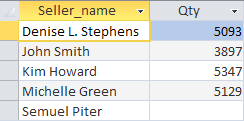 Seller_name Qty
Denise L. Stephens 5093
John Smith 3897
Kim Howard 5347
Michelle Green 5129
Semuel Piter